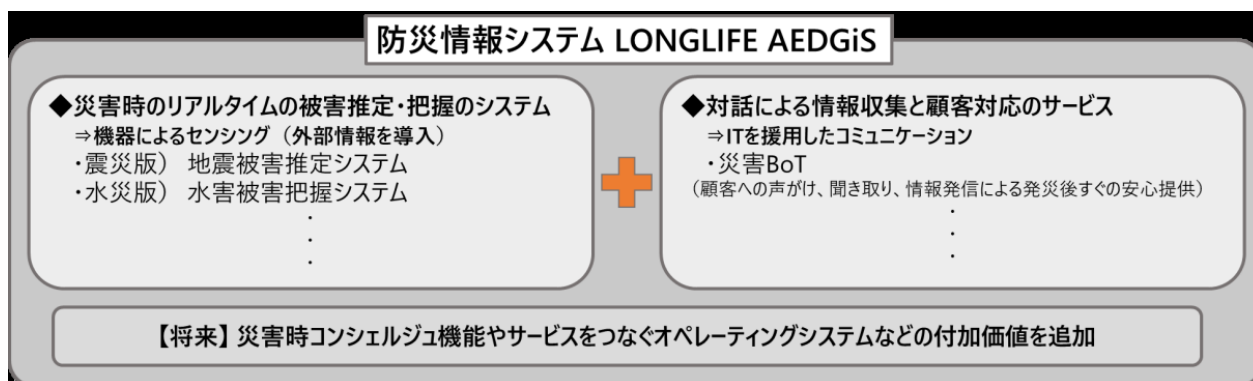 防災情報システム LONGLIFE AEDGiS
◆災害時のリアルタイムの被害推定・把握のシステム
⇒機器によるセンシング（外部情報を導入）
・震災版） 地震被害推定システム
・水災版） 水害被害把握システム
・
・
・
◆対話による情報収集と顧客対応のサービス
⇒ITを援用したコミュニケーション
・災害BoT
（顧客への声がけ、聞き取り、情報発信による発災後すぐの安心提供）
・
・
・
【将来】災害時コンシェルジュ機能やサービスをつなぐオペレーティングシステムなどの付加価値を追加